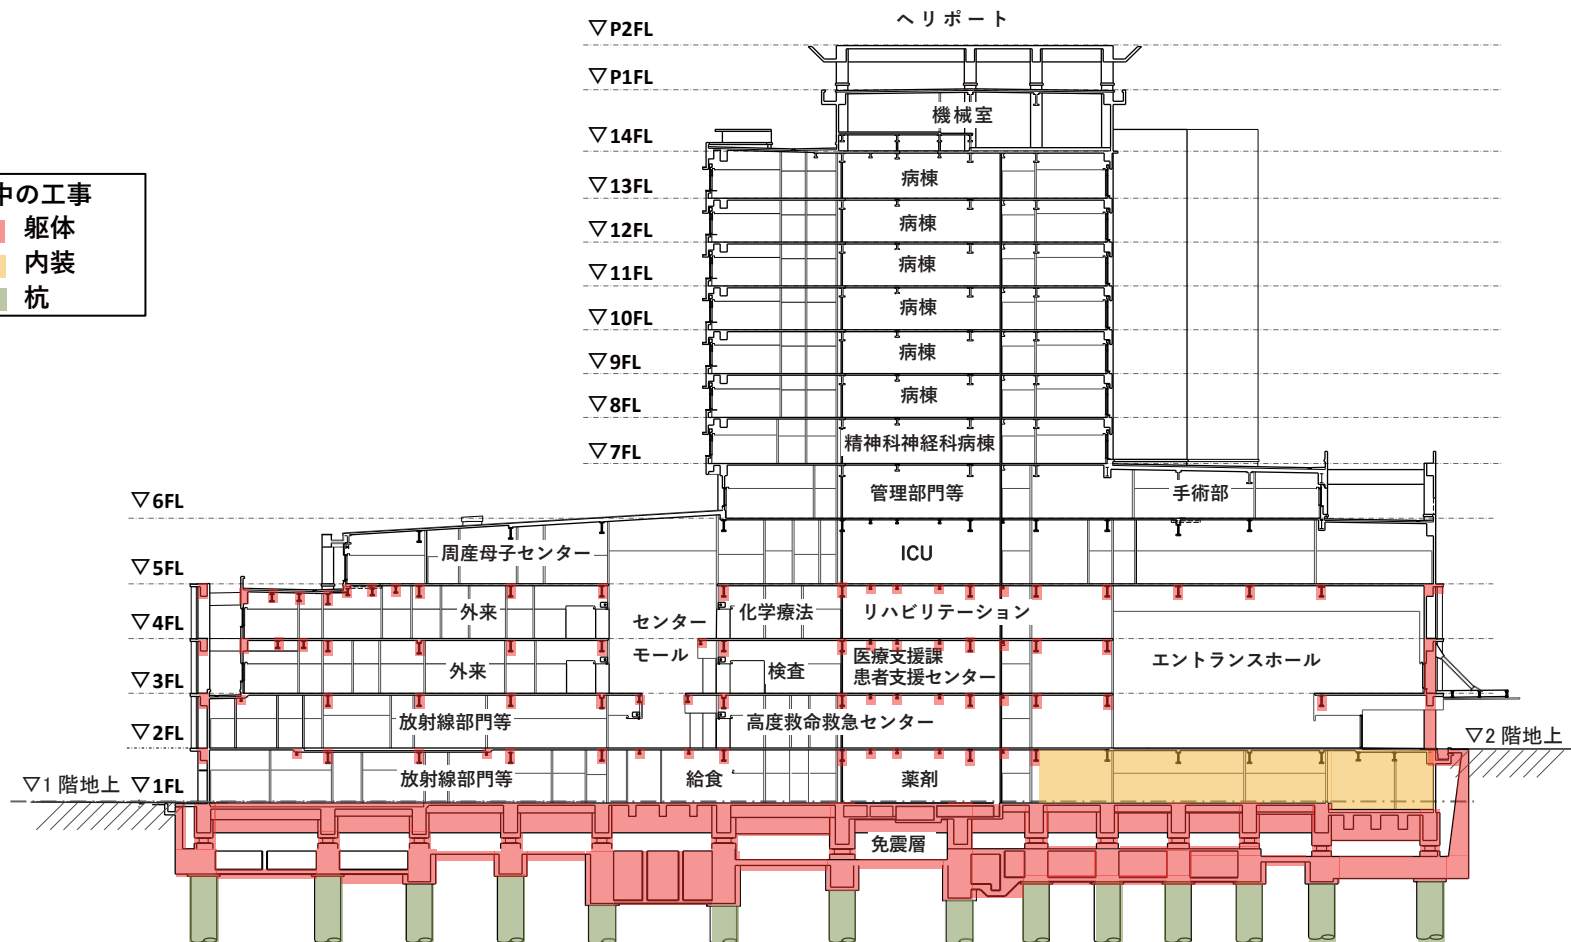 ヘリポート
▽P2FL
▽P1FL
機械室
▽14FL
中の工事
躯体
内装
杭
病棟
▽13FL
病棟
▽12FL
病棟
▽11FL
病棟
▽10FL
病棟
▽9FL
病棟
▽8FL
精神科神経科病棟
▽7FL
管理部門等
手術部
▽6FL
周産母子センター
ICU
▽5FL
外来
センター
モール
化学療法
リハビリテーション
▽4FL
外来
検査
医療支援課
患者支援センター
エントランスホール
▽3FL
放射線部門等
高度救命救急センター
▽2FL
▽2階地上
▽1階地上
▽1FL
放射線部門等
給食
薬剤
免震層